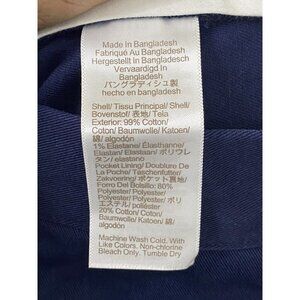 Made in Bangladesh
Fabriqué Au Bangladesh
Hergestellt in Bangladesch
Vervaardigd in
Bangladesh
バングラディシュ製
hecho en bangladesh
Shell/ Tissu Principal/ Shell/
Bovenstof/ 表地/ Tela
Exterior: 99% Cotton/
Coton/ Baumwolle/ Katoen/
綿/ algodón
1% Elastane/ Élasthanne/
Elastan/ Elastaan/ ポリウレ
タン/ elastano
Pocket Lining/ Doublure De
La Poche/ Taschenfutter/
Zakvoering/ ポケット裏地/
Forro Del Bolsillo: 80%
Polyester/ Polyester/
Polyester/ Polyester/ ポリ
エステル/ poliéster
20% Cotton/ Coton/
Baumwolle/ Katoen/ 綿/
algodón
Machine Wash Cold. With
Like Colors. Non-chlorine
Bleach Only. Tumble Dry